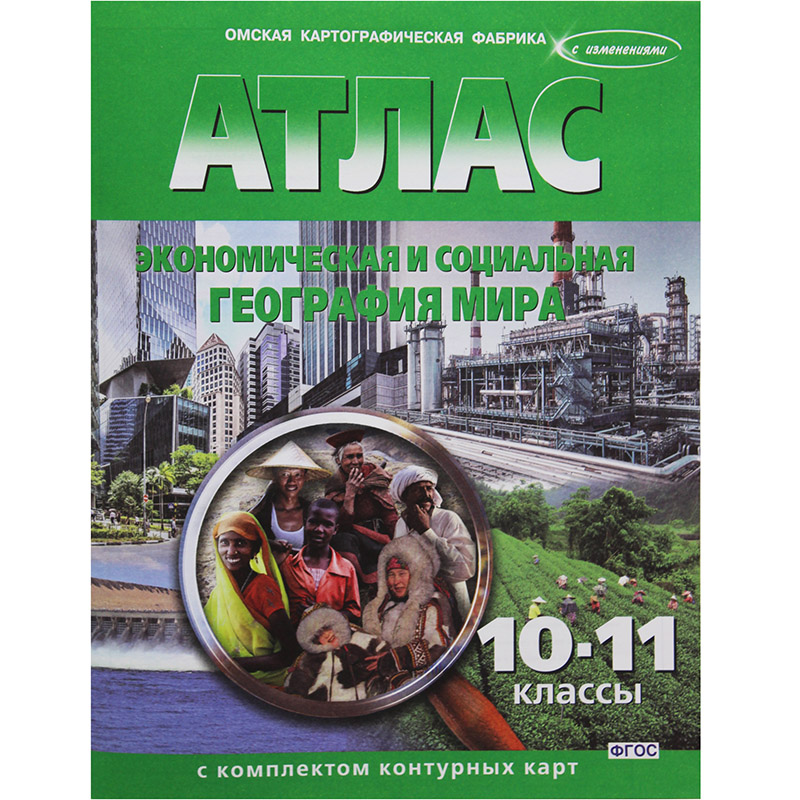 ОМСКАЯ КАРТОГРАФИЧЕСКАЯ ФАБРИКА
с изменениями
АТЛАС
ЭКОНОМИЧЕСКАЯ И СОЦИАЛЬНАЯ
ГЕОГРАФИЯ МИРА
10-11
классы
ФГОС
с комплектом контурных карт